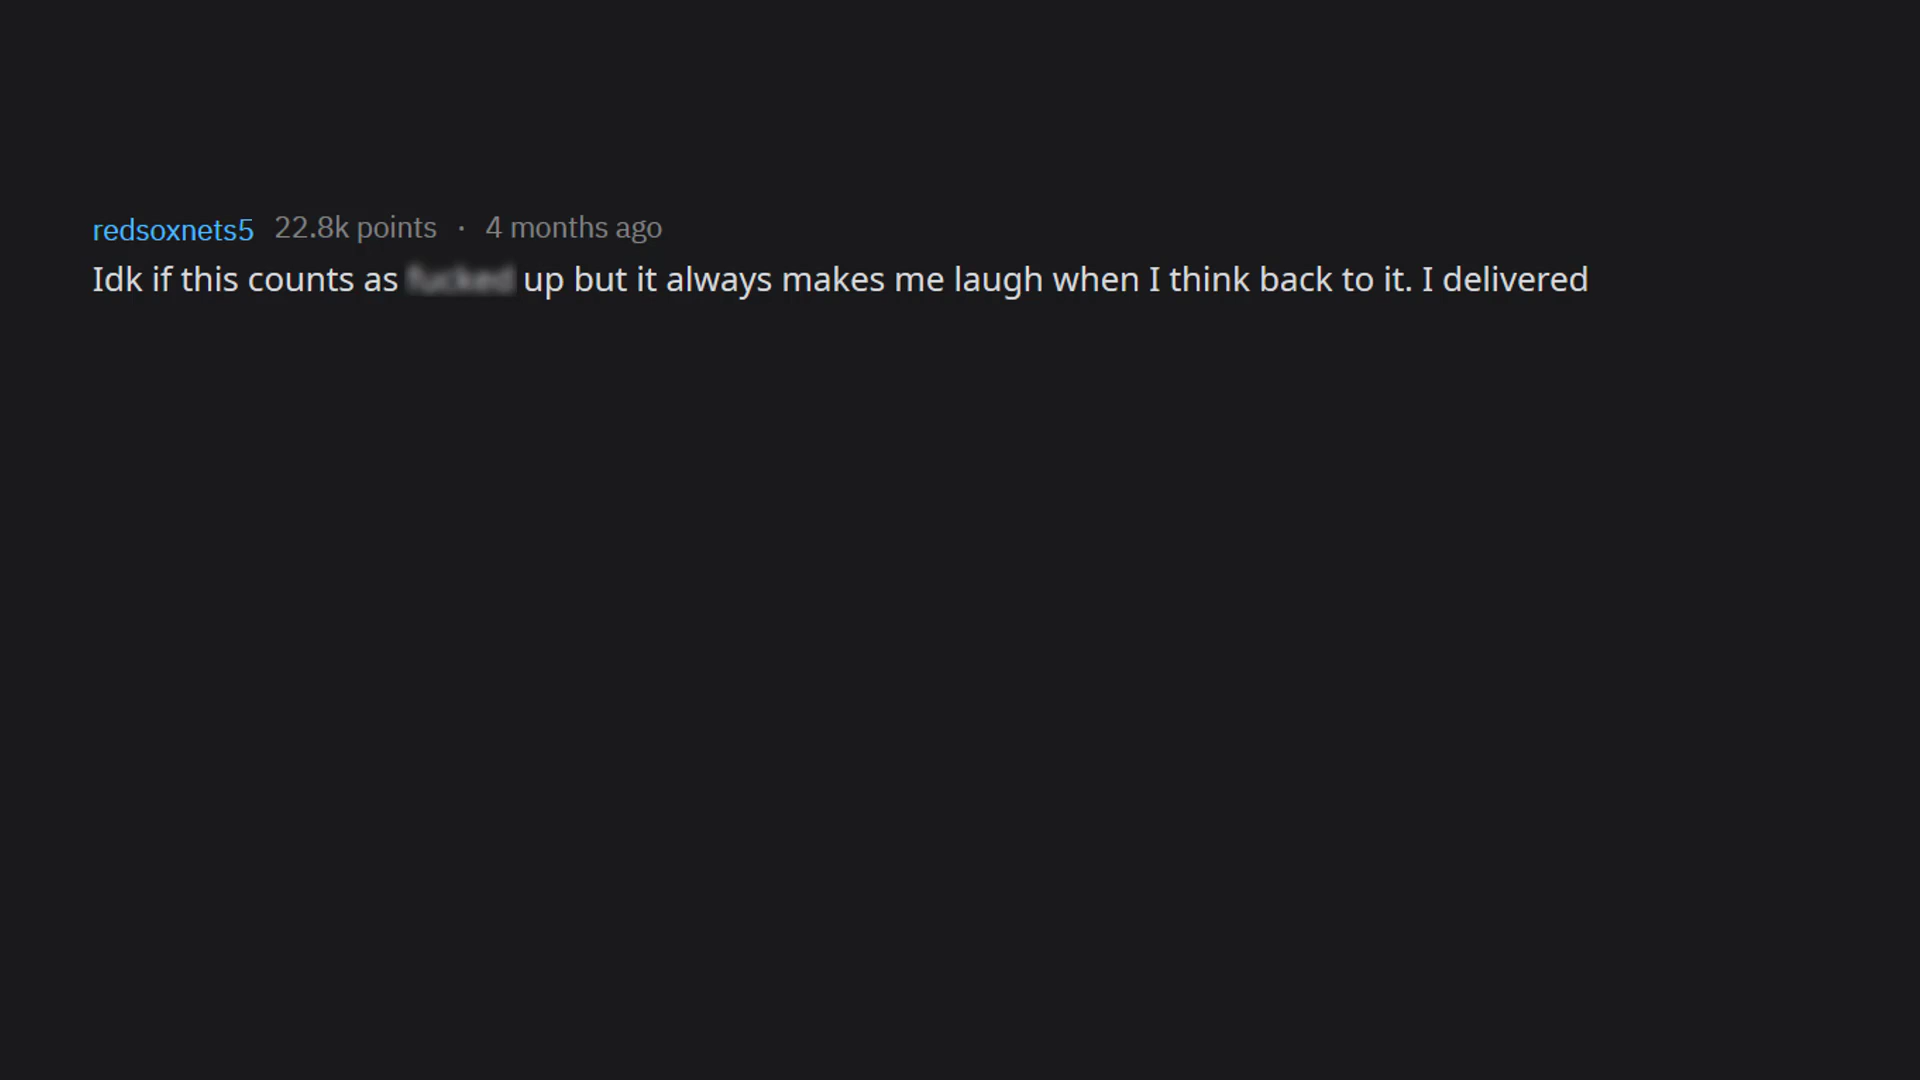 redsoxnets5 22.8k points · 4 months ago
Idk if this counts as fucked up but it always makes me laugh when I think back to it. I delivered